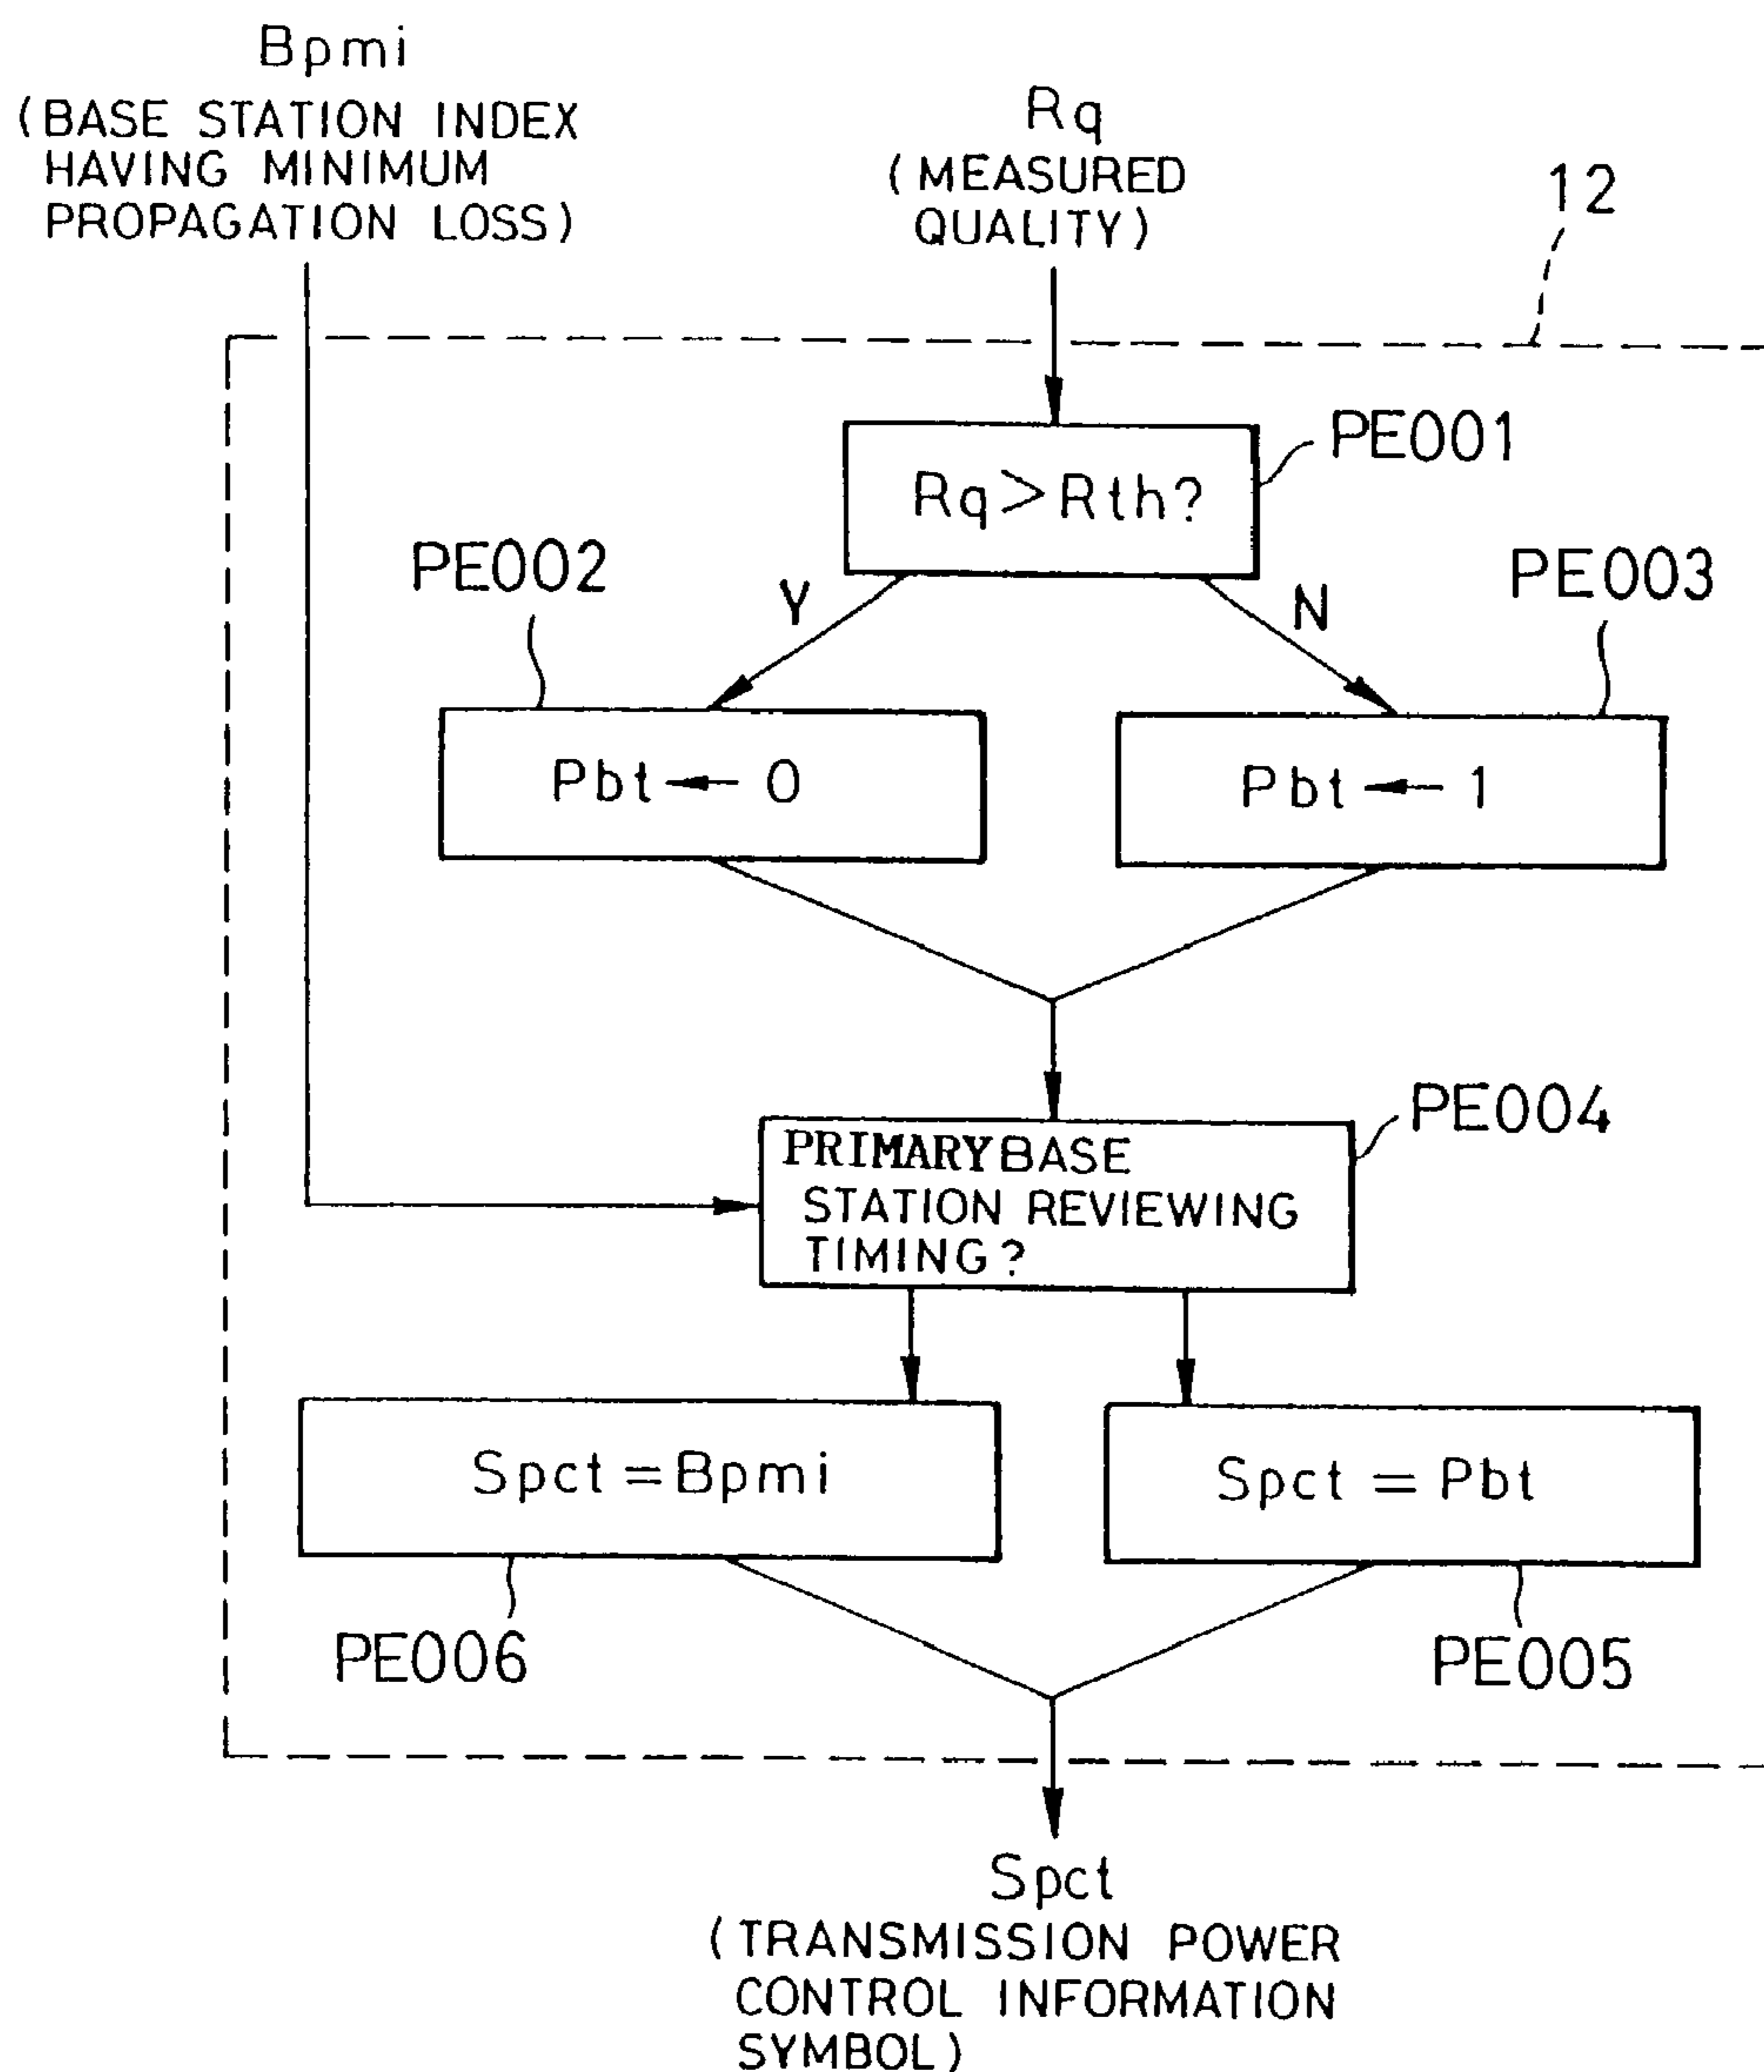 Bpmi
(BASE STATION INDEX
HAVING MINIMUM
PROPAGATION LOSS)
Rq
(MEASURED
QUALITY)
12
PE001
Rq>Rth?
PE002
Y
N
PE003
Pbt ← 0
Pbt ← 1
PE004
PRIMARY BASE
STATION REVIEWING
TIMING?
Spct = Bpmi
Spct = Pbt
PE006
PE005
Spct
(TRANSMISSION POWER
CONTROL INFORMATION
SYMBOL)